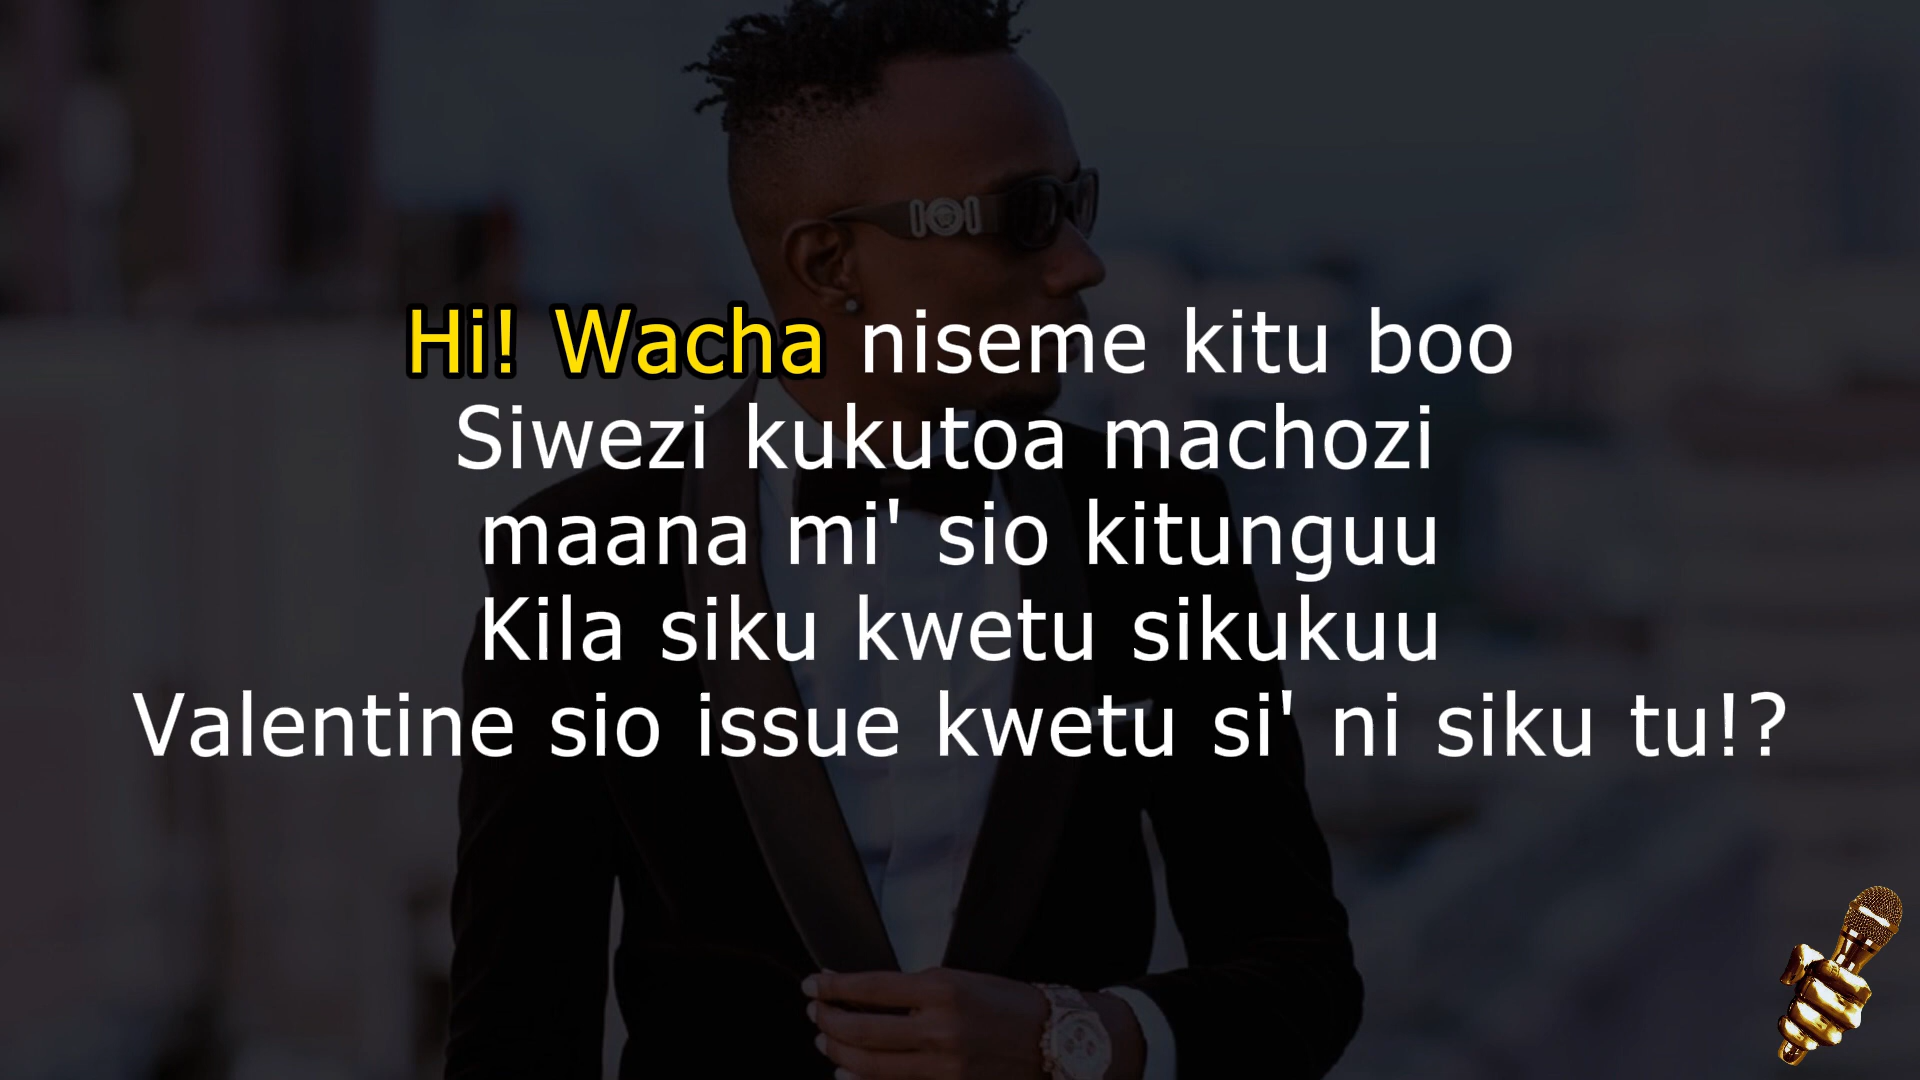 Hi! Wacha niseme kitu boo
Siwezi kukutoa machozi
maana mi' sio kitunguu
Kila siku kwetu sikukuu
Valentine sio issue kwetu si' ni siku tu!?